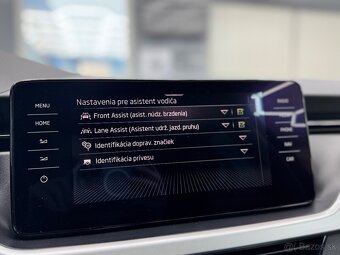 Nastavenia pre asistent vodiča
MENU
HOME
Front Assist (asist. núdz. brzdenia)
Lane Assist (Asistent udrž. jazd. pruhu)
Identifikácia doprav. značiek
Identifikácia prívesu
RADIO
PHONE
NAV
CAR